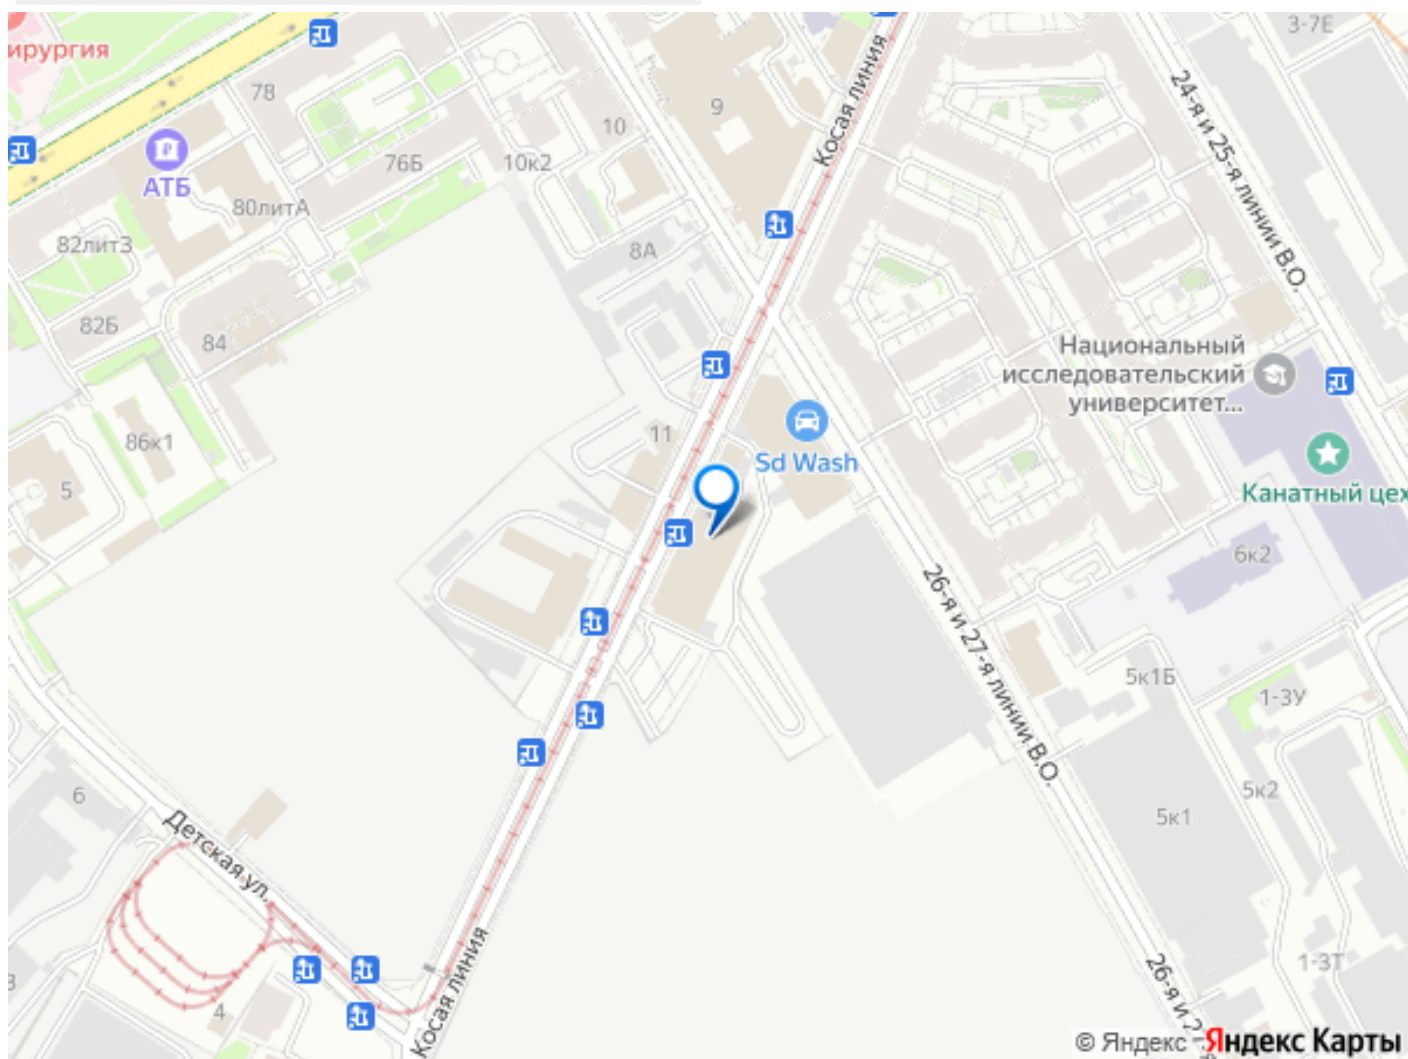 3-7Е
ирургия
78
9
Косая линия
24-я и 25-я линии В.О.
10
АТБ
76Б
10к2
80литА
82литЗ
8А
82Б
84
Национальный
исследовательский
университет...
86к1
11
Sd Wash
5
Канатный цех
6к2
26-я и 27-я линии В.О.
5к1Б
1-3У
6
5к2
5к1
Детская ул.
Косая линия
1-3Т
26-я и 2
4
© Яндекс Яндекс Карты